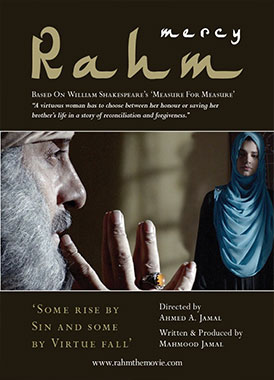 mercy
Rahm
Based On William Shakespeare's 'Measure For Measure'
"A virtuous woman has to choose between her honour or saving her
brother's life in a story of reconciliation and forgiveness."
'Some rise by
Sin and some
by Virtue fall'
Directed by
Ahmed A. Jamal
Written & Produced by
Mahmood Jamal
www.rahmthemovie.com